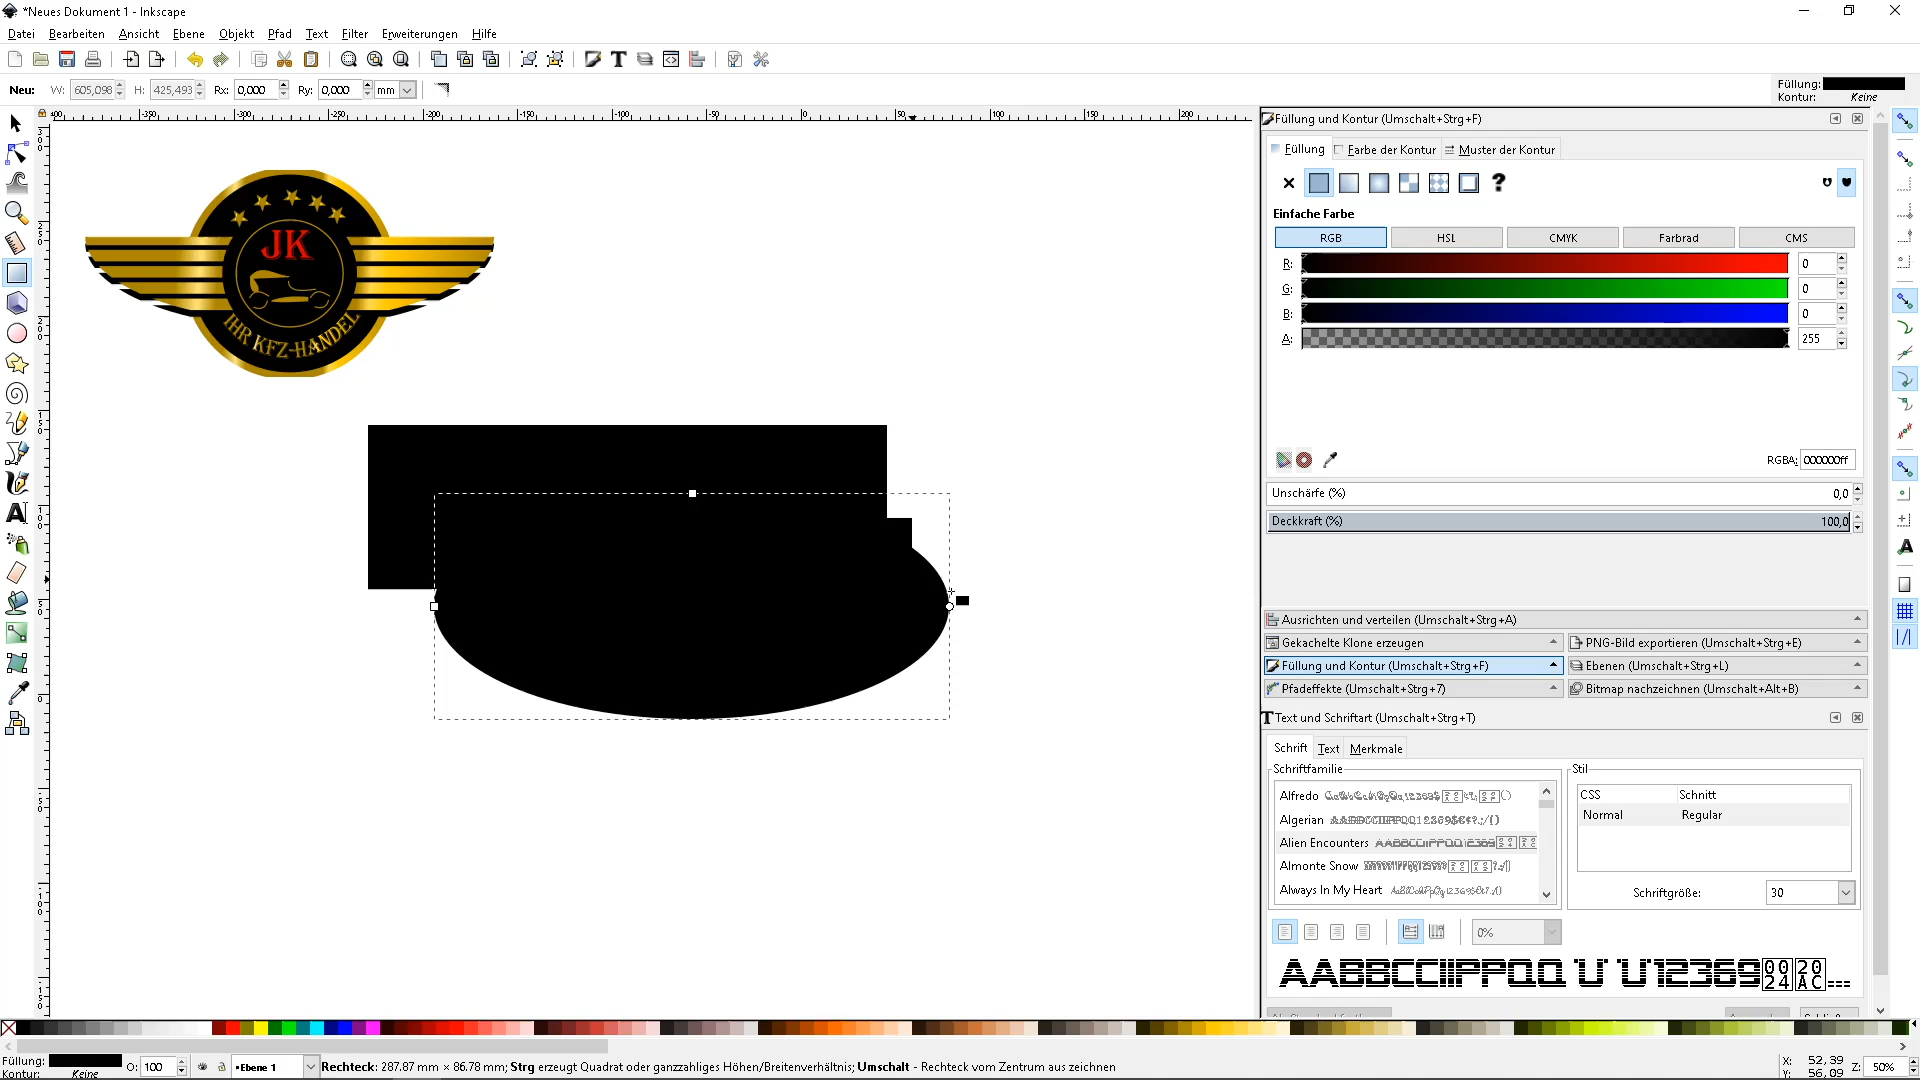 *Neues Dokument 1 - Inkscape
Datei Bearbeiten Ansicht Ebene Objekt Pfad Text Filter Erweiterungen Hilfe
Neu: W: 605,098 H: 425,493 Rx: 0,000 Ry: 0,000 mm
Füllung:
Kontur: Keine
JK
IHR KFZ-HANDEL
Füllung und Kontur (Umschalt+Strg+F)
Füllung Farbe der Kontur Muster der Kontur
?
Einfache Farbe
RGB HSL CMYK Farbrad CMS
R: 0
G: 0
B: 0
A: 255
RGBA: 000000ff
Unschärfe (%) 0,0
Deckkraft (%) 100,0
Ausrichten und verteilen (Umschalt+Strg+A)
Gekachelte Klone erzeugen PNG-Bild exportieren (Umschalt+Strg+E)
Füllung und Kontur (Umschalt+Strg+F) Ebenen (Umschalt+Strg+L)
Pfadeffekte (Umschalt+Strg+7) Bitmap nachzeichnen (Umschalt+Alt+B)
Text und Schriftart (Umschalt+Strg+T)
Schrift Text Merkmale
Schriftfamilie Stil
Alfredo
Algerian
Alien Encounters
Almonte Snow
Always In My Heart
CSS Schnitt
Normal Regular
Schriftgröße: 30
0%
AABBCCIIPPQQ
12369
Füllung:
Kontur: Keine
O: 100
•Ebene 1
Rechteck: 287.87 mm × 86.78 mm; Strg erzeugt Quadrat oder ganzzahliges Höhen/Breitenverhältnis; Umschalt - Rechteck vom Zentrum aus zeichnen
X: 52,39
Y: 56,09
Z: 50%